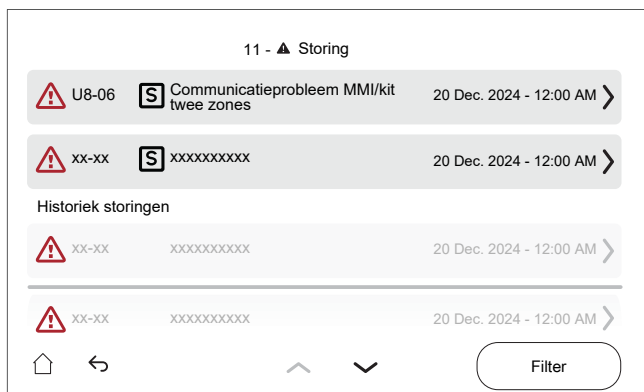 11 - Storing
U8-06 S Communicatieprobleem MMI/kit twee zones 20 Dec. 2024 - 12:00 AM
xx-xx S xxxxxxxxxx 20 Dec. 2024 - 12:00 AM
Historiek storingen
xx-xx xxxxxxxxxx 20 Dec. 2024 - 12:00 AM
xx-xx xxxxxxxxxx 20 Dec. 2024 - 12:00 AM
Filter